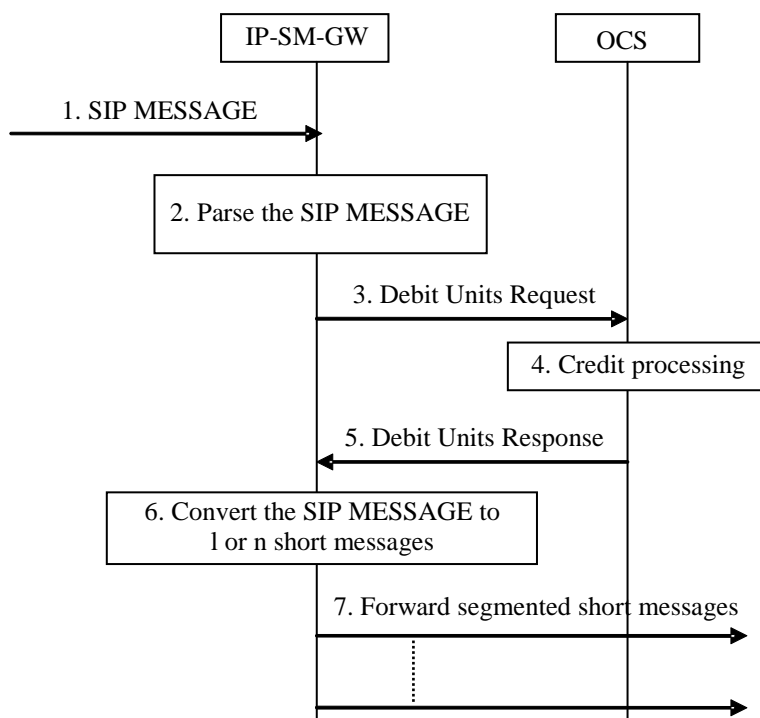 IP-SM-GW
OCS
1. SIP MESSAGE
2. Parse the SIP MESSAGE
3. Debit Units Request
4. Credit processing
5. Debit Units Response
6. Convert the SIP MESSAGE to
l or n short messages
7. Forward segmented short messages